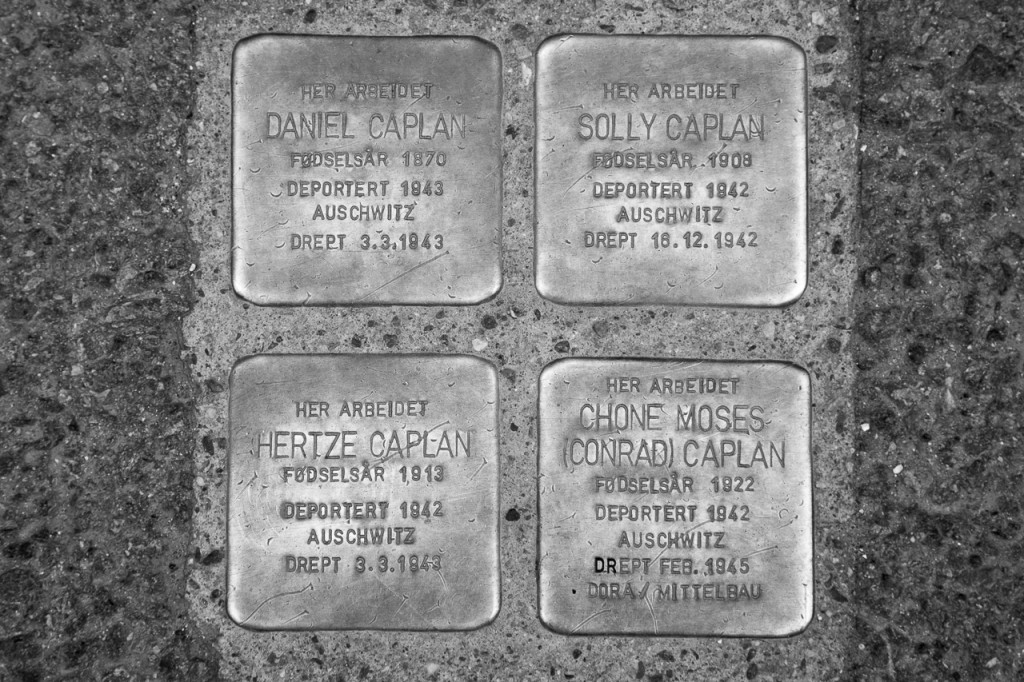 HER ARBEIDET
DANIEL CAPLAN
FØDSELSÅR 1870
DEPORTERT 1943
AUSCHWITZ
DREPT 3.3.1943
HER ARBEIDET
SOLLY CAPLAN
FØDSELSÅR 1908
DEPORTERT 1942
AUSCHWITZ
DREPT 16.12.1942
HER ARBEIDET
HERTZE CAPLAN
FØDSELSÅR 1913
DEPORTERT 1942
AUSCHWITZ
DREPT 3.3.1943
HER ARBEIDET
CHONE MOSES
(CONRAD) CAPLAN
FØDSELSÅR 1922
DEPORTERT 1942
AUSCHWITZ
DREPT FEB. 1945
DORA / MITTELBAU